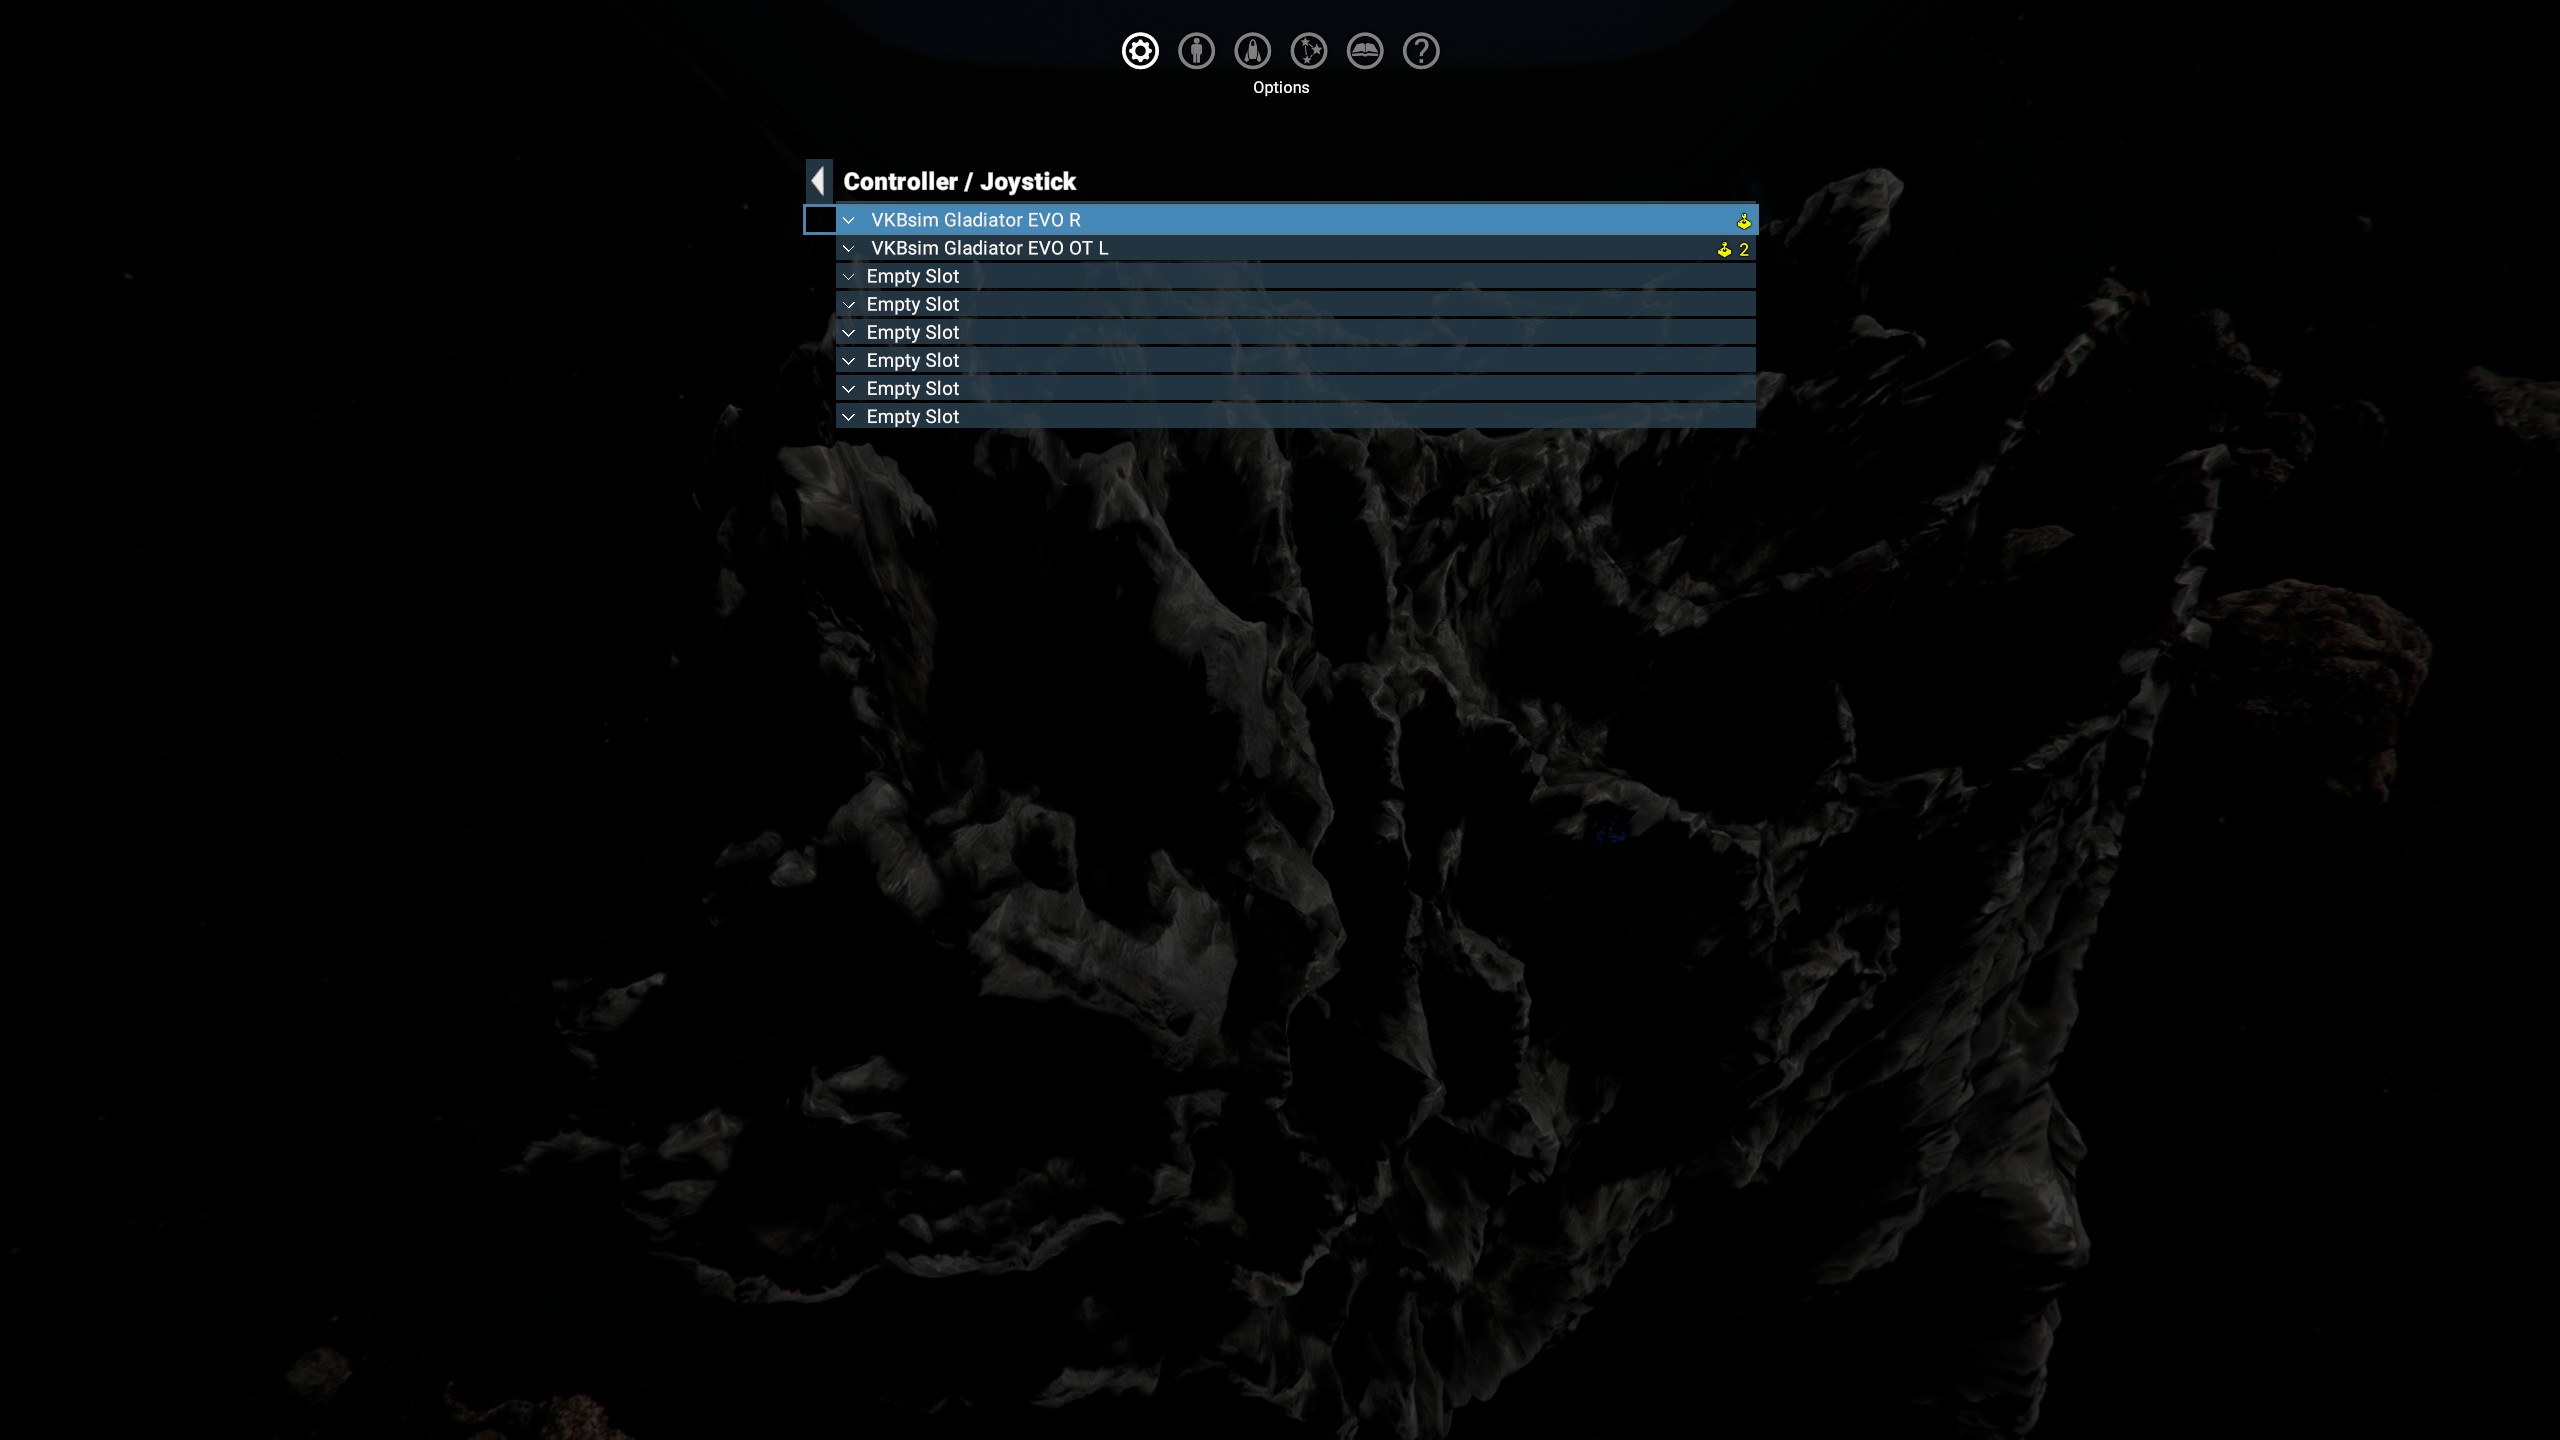 Options
Controller / Joystick
VKBsim Gladiator EVO R
VKBsim Gladiator EVO OT L 2
Empty Slot
Empty Slot
Empty Slot
Empty Slot
Empty Slot
Empty Slot